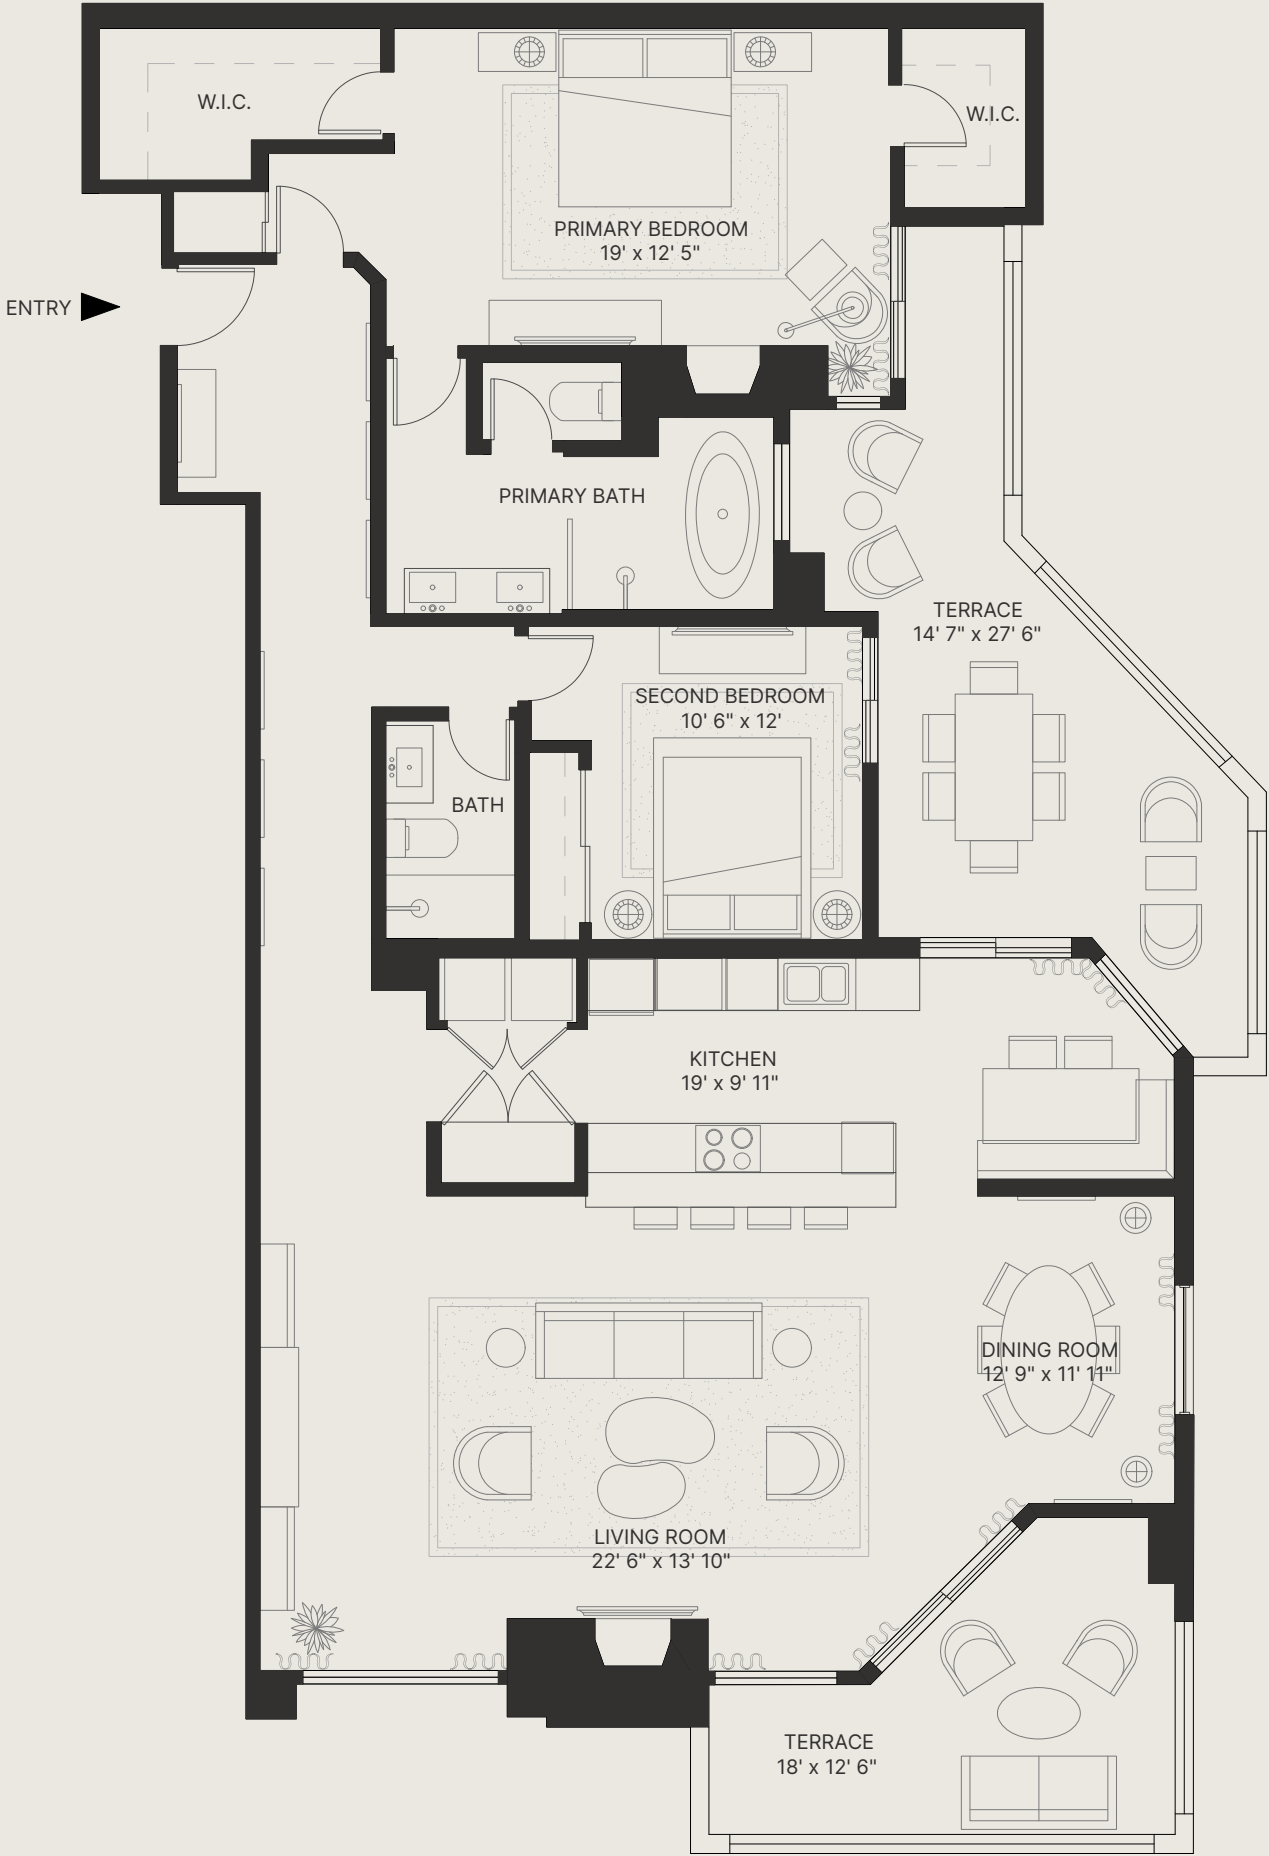 W.I.C.
W.I.C.
PRIMARY BEDROOM
19' x 12' 5"
ENTRY
PRIMARY BATH
TERRACE
14' 7" x 27' 6"
SECOND BEDROOM
10' 6" x 12'
BATH
KITCHEN
19' x 9' 11"
DINING ROOM
12' 9" x 11' 11"
LIVING ROOM
22' 6" x 13' 10"
TERRACE
18' x 12' 6"